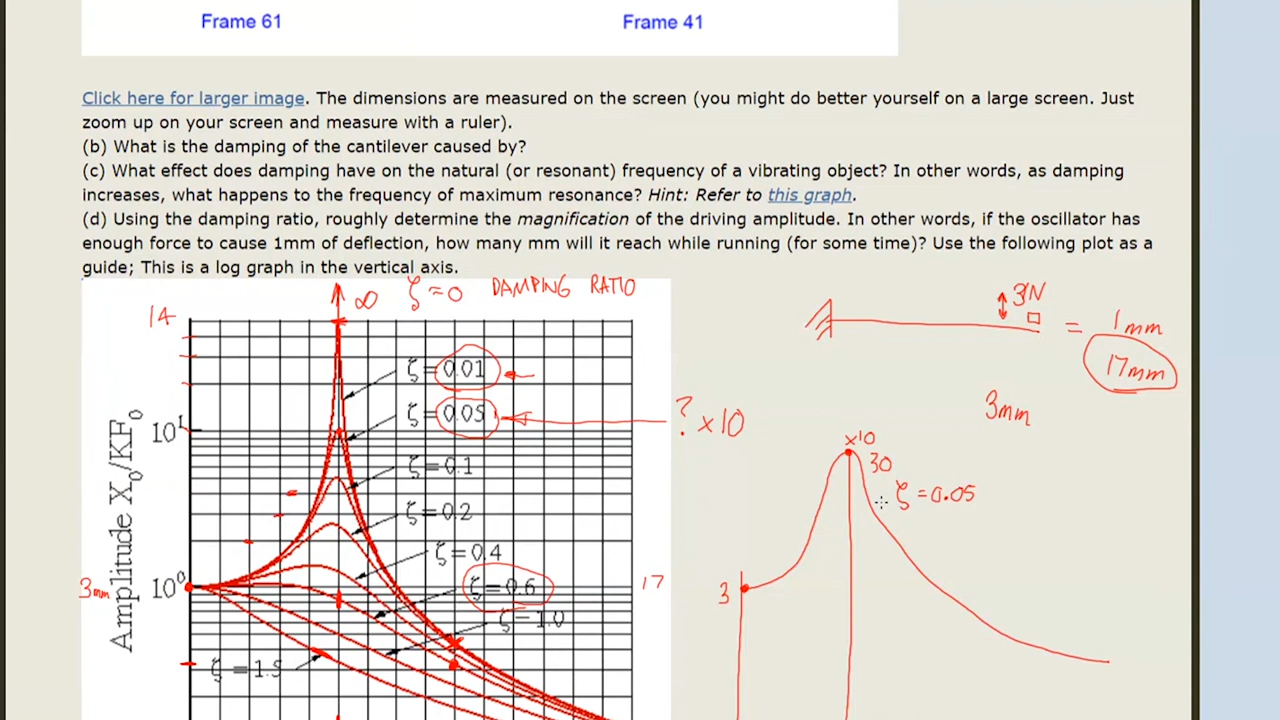 Frame 61
Frame 41
Click here for larger image. The dimensions are measured on the screen (you might do better yourself on a large screen. Just
zoom up on your screen and measure with a ruler).
(b) What is the damping of the cantilever caused by?
(c) What effect does damping have on the natural (or resonant) frequency of a vibrating object? In other words, as damping
increases, what happens to the frequency of maximum resonance? Hint: Refer to this graph.
(d) Using the damping ratio, roughly determine the magnification of the driving amplitude. In other words, if the oscillator has
enough force to cause 1mm of deflection, how many mm will it reach while running (for some time)? Use the following plot as a
guide; This is a log graph in the vertical axis.
∞ ζ=0 DAMPING RATIO
14
3N
= 1mm
17mm
ζ=0.01
ζ=0.05
? x10
3mm
10¹
x10
30
ζ=0.1
ζ=0.05
ζ=0.2
ζ=0.4
3mm
10⁰
ζ=0.6
17
3
ζ=1.0
ζ=1.5
Amplitude X₀/KF₀